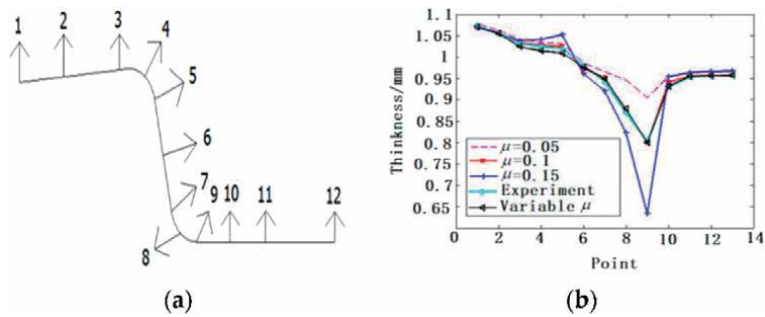 1
2
3
4
5
6
7
8
9
10
11
12
(a)
1.1
1.05
1
0.95
0.9
0.85
0.8
0.75
0.7
0.65
Thinkness/mm
μ=0.05
μ=0.1
μ=0.15
Experiment
Variable μ
0 2 4 6 8 10 12 14
Point
(b)